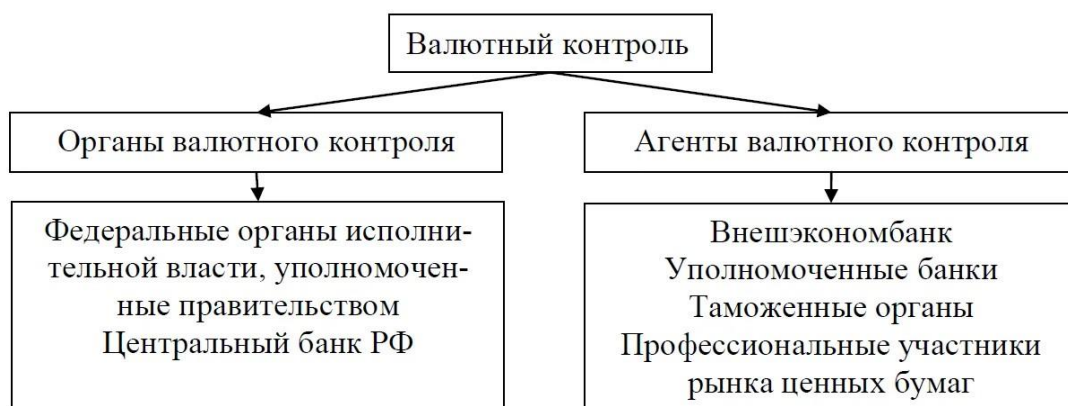 Валютный контроль
Органы валютного контроля
Агенты валютного контроля
Федеральные органы исполни-
тельной власти, уполномочен-
ные правительством
Центральный банк РФ
Внешэкономбанк
Уполномоченные банки
Таможенные органы
Профессиональные участники
рынка ценных бумаг